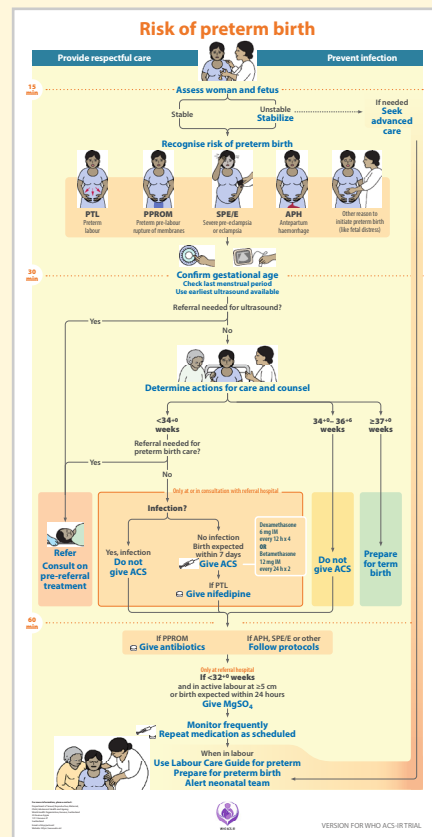 Risk of preterm birth
Provide respectful care
Prevent infection
15
min
Assess woman and fetus
Stable
Unstable
Stabilize
If needed
Seek
advanced
care
Recognise risk of preterm birth
PTL
Preterm
labour
PPROM
Preterm pre-labour
rupture of membranes
SPE/E
Severe pre-eclampsia
or eclampsia
APH
Antepartum
haemorrhage
Other reason to
initiate preterm birth
(like fetal distress)
30
min
Confirm gestational age
Check last menstrual period
Use earliest ultrasound available
Referral needed for ultrasound?
Yes
No
Determine actions for care and counsel
<34+0
weeks
34+0– 36+6
weeks
≥37+0
weeks
Referral needed for
preterm birth care?
Yes
No
Only at or in consultation with referral hospital
Infection?
Refer
Consult on
pre-referral
treatment
Yes, infection
Do not
give ACS
No infection
Birth expected
within 7 days
Give ACS
Dexamethasone
6 mg IM
every 12 h x 4
OR
Betamethasone
12 mg IM
every 24 h x 2
If PTL
Give nifedipine
Do not
give ACS
Prepare
for term
birth
60
min
If PPROM
Give antibiotics
If APH, SPE/E or other
Follow protocols
Only at referral hospital
If <32+0 weeks
and in active labour at ≥5 cm
or birth expected within 24 hours
Give MgSO4
Monitor frequently
Repeat medication as scheduled
When in labour
Use Labour Care Guide for preterm
Prepare for preterm birth
Alert neonatal team
VERSION FOR WHO ACS-IR TRIAL